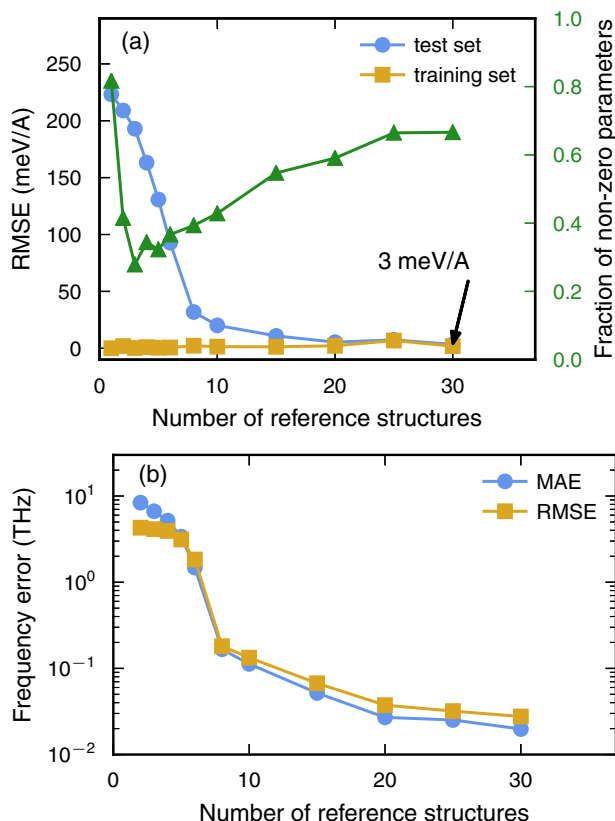 (a)
test set
training set
3 meV/A
RMSE (meV/A)
250
200
150
100
50
0
Fraction of non-zero parameters
1.0
0.8
0.6
0.4
0.2
0.0
0 5 10 15 20 25 30
Number of reference structures
(b)
MAE
RMSE
Frequency error (THz)
10^1
10^0
10^−1
10^−2
0 10 20 30
Number of reference structures